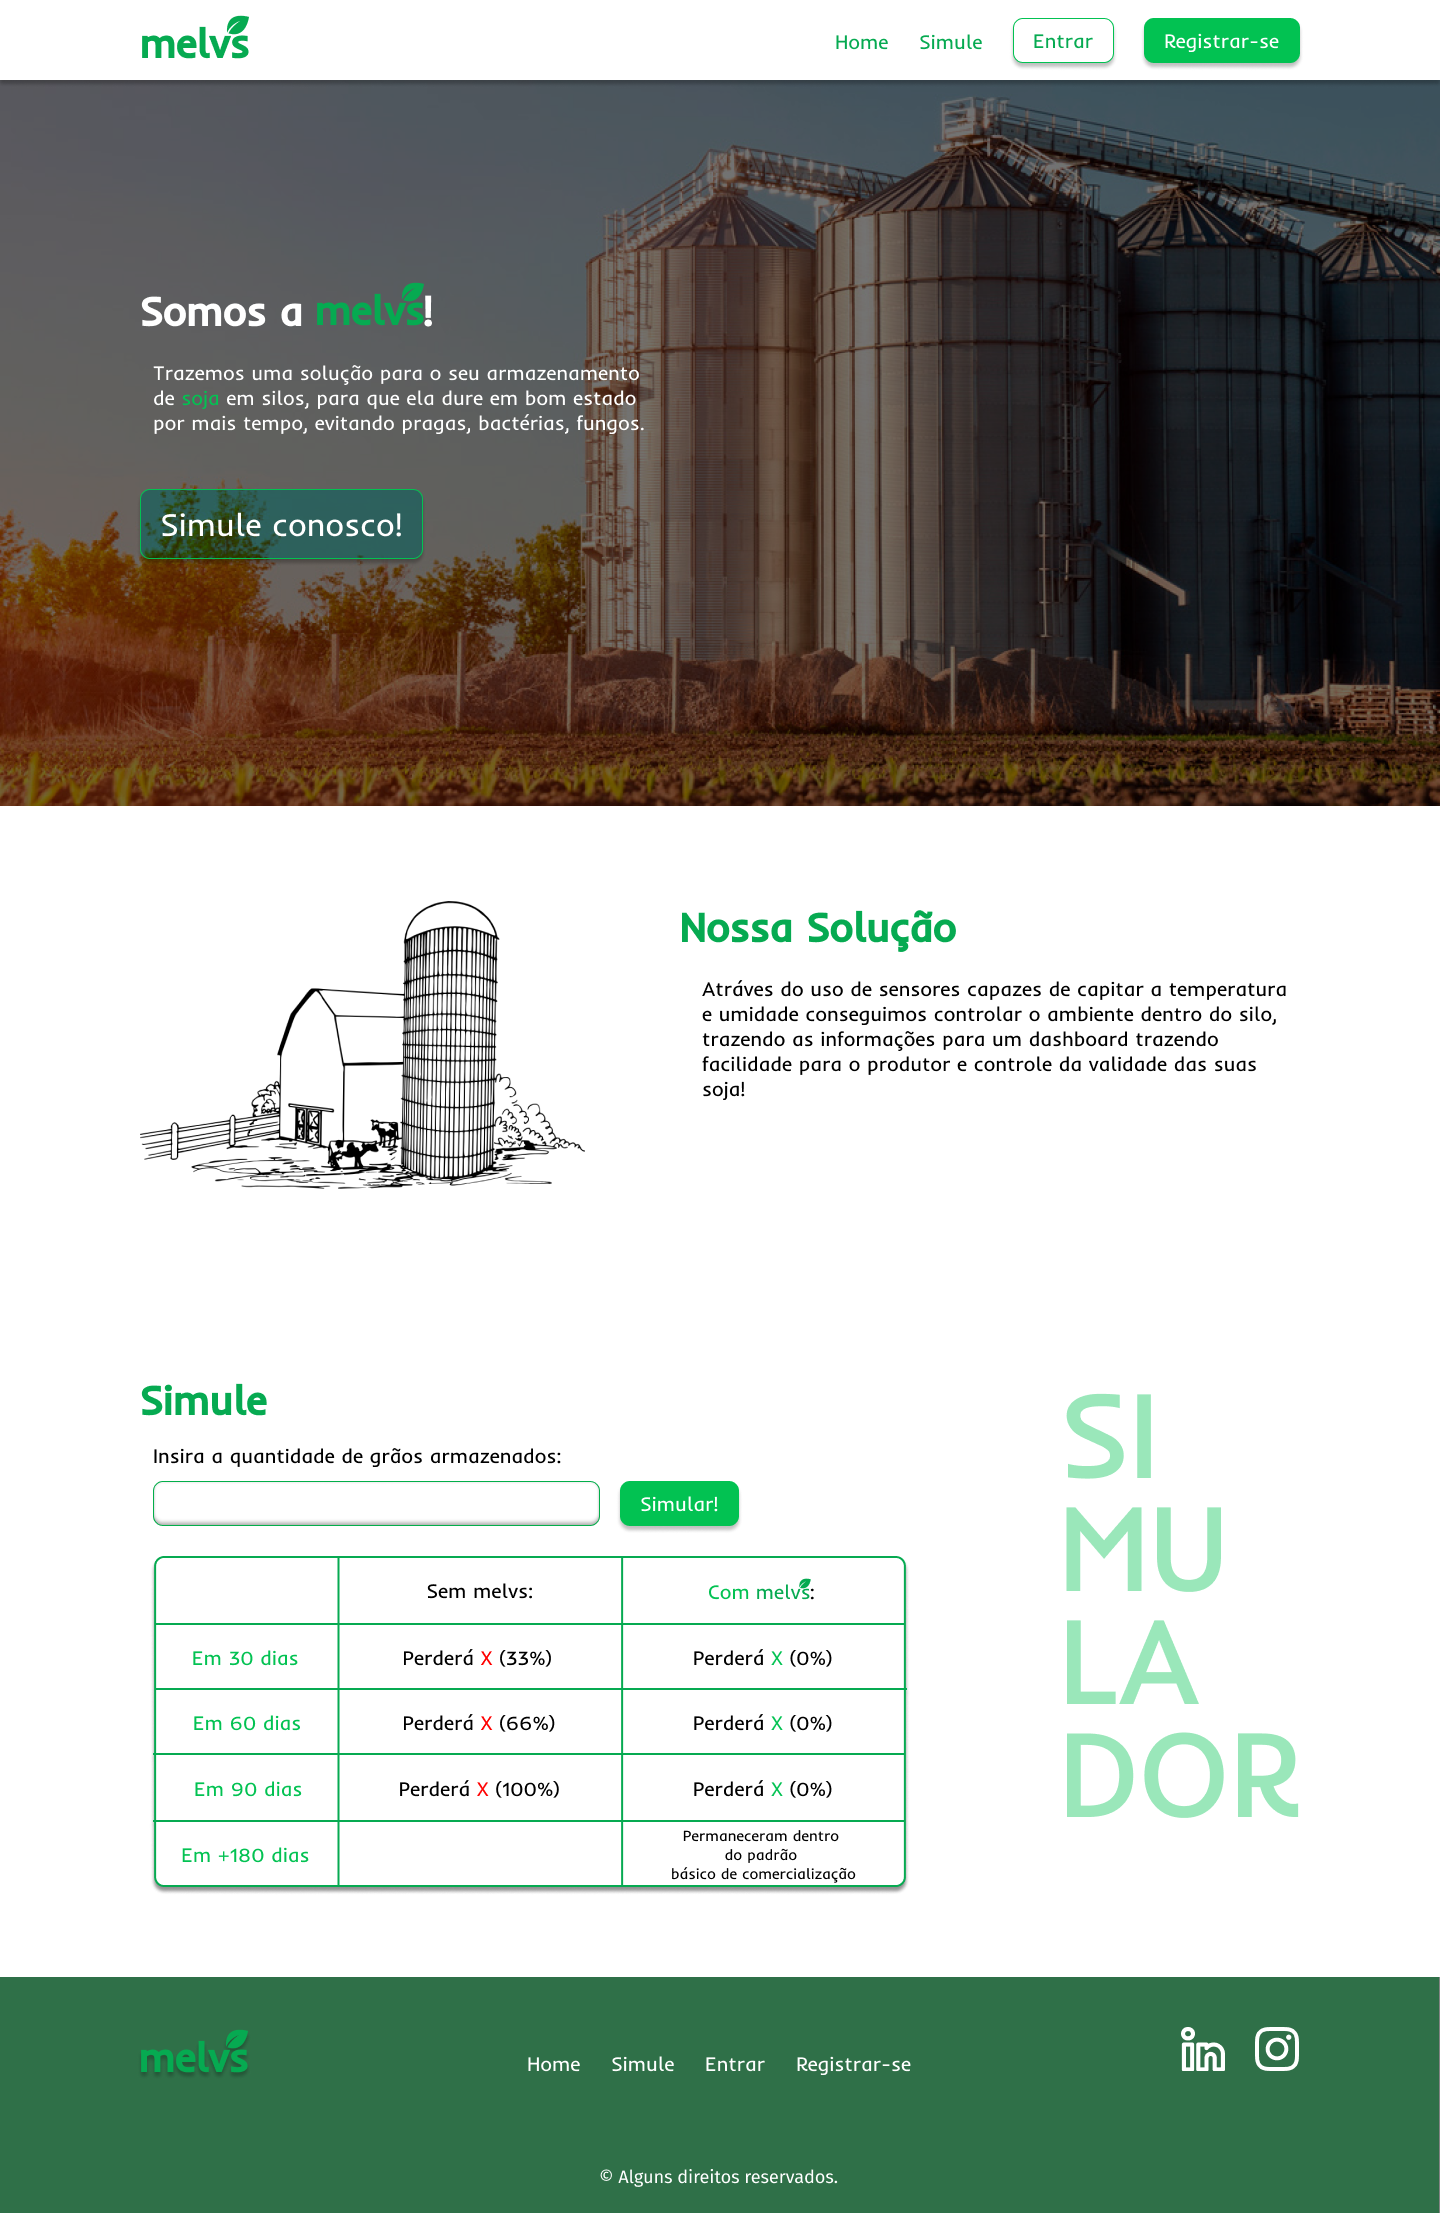 melvs
Home Simule Entrar Registrar-se
Somos a melvs!
Trazemos uma solução para o seu armazenamento
de soja em silos, para que ela dure em bom estado
por mais tempo, evitando pragas, bactérias, fungos.
Simule conosco!
Nossa Solução
Atráves do uso de sensores capazes de capitar a temperatura
e umidade conseguimos controlar o ambiente dentro do silo,
trazendo as informações para um dashboard trazendo
facilidade para o produtor e controle da validade das suas
soja!
Simule
Insira a quantidade de grãos armazenados:
Simular!
Sem melvs: Com melvs:
Em 30 dias Perderá X (33%) Perderá X (0%)
Em 60 dias Perderá X (66%) Perderá X (0%)
Em 90 dias Perderá X (100%) Perderá X (0%)
Em +180 dias
Permaneceram dentro
do padrão
básico de comercialização
SI
MU
LA
DOR
melvs
Home Simule Entrar Registrar-se
in
© Alguns direitos reservados.